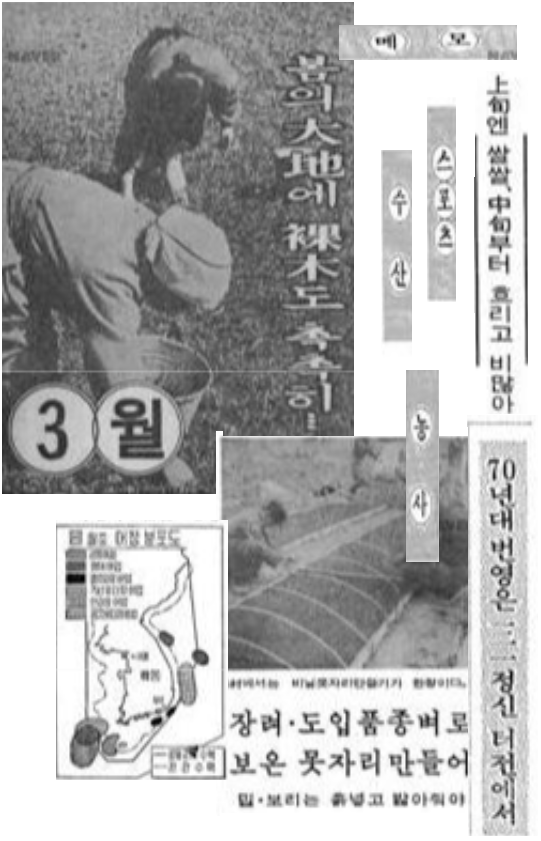 메모
봄의 大地에 裸木도 촉촉히…
上旬엔 쌀쌀, 中旬부터 흐리고 비많아
스포츠
수산
3월
농사
70년대 번영은 三·一 정신 터전에서
어장 분포도
비닐못자리만들기가 한창이다.
장려·도입품종벼로
보온 못자리만들어
밀·보리는 흙넣고 밟아줘야